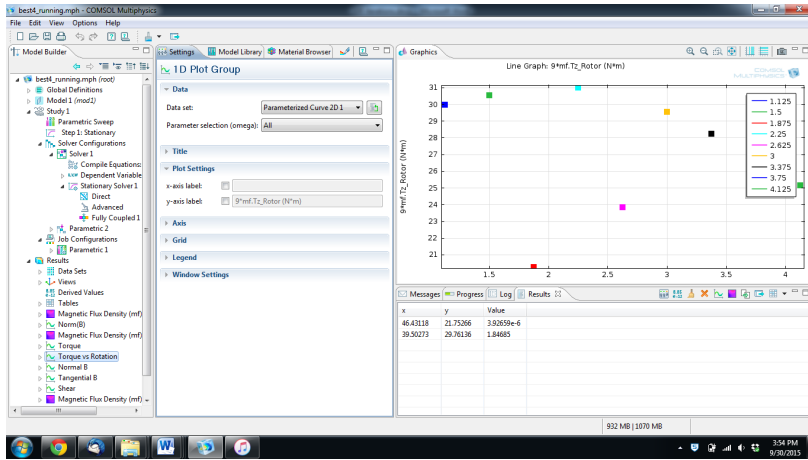 best4_running.mph - COMSOL Multiphysics
File Edit View Options Help
Model Builder
best4_running.mph (root)
Global Definitions
Model 1 (mod1)
Study 1
Parametric Sweep
Step 1: Stationary
Solver Configurations
Solver 1
Compile Equations:
Dependent Variable
Stationary Solver 1
Direct
Advanced
Fully Coupled 1
Parametric 2
Job Configurations
Parametric 1
Results
Data Sets
Views
Derived Values
Tables
Magnetic Flux Density (mf)
Norm(B)
Magnetic Flux Density (mf)
Torque
Torque vs Rotation
Normal B
Tangential B
Shear
Magnetic Flux Density (mf)
Settings Model Library Material Browser
1D Plot Group
Data
Data set: Parameterized Curve 2D 1
Parameter selection (omega): All
Title
Plot Settings
x-axis label:
y-axis label: 9*mf.Tz_Rotor (N*m)
Axis
Grid
Legend
Window Settings
Graphics
Line Graph: 9*mf.Tz_Rotor (N*m)
COMSOL
MULTIPHYSICS
9*mf.Tz_Rotor (N*m)
31
30
29
28
27
26
25
24
23
22
21
1.5 2 2.5 3 3.5 4
1.125
1.5
1.875
2.25
2.625
3
3.375
3.75
4.125
Messages Progress Log Results
x y Value
46.43118 21.75266 3.92659e-6
39.50273 29.76136 1.84685
932 MB | 1070 MB
3:54 PM
9/30/2015